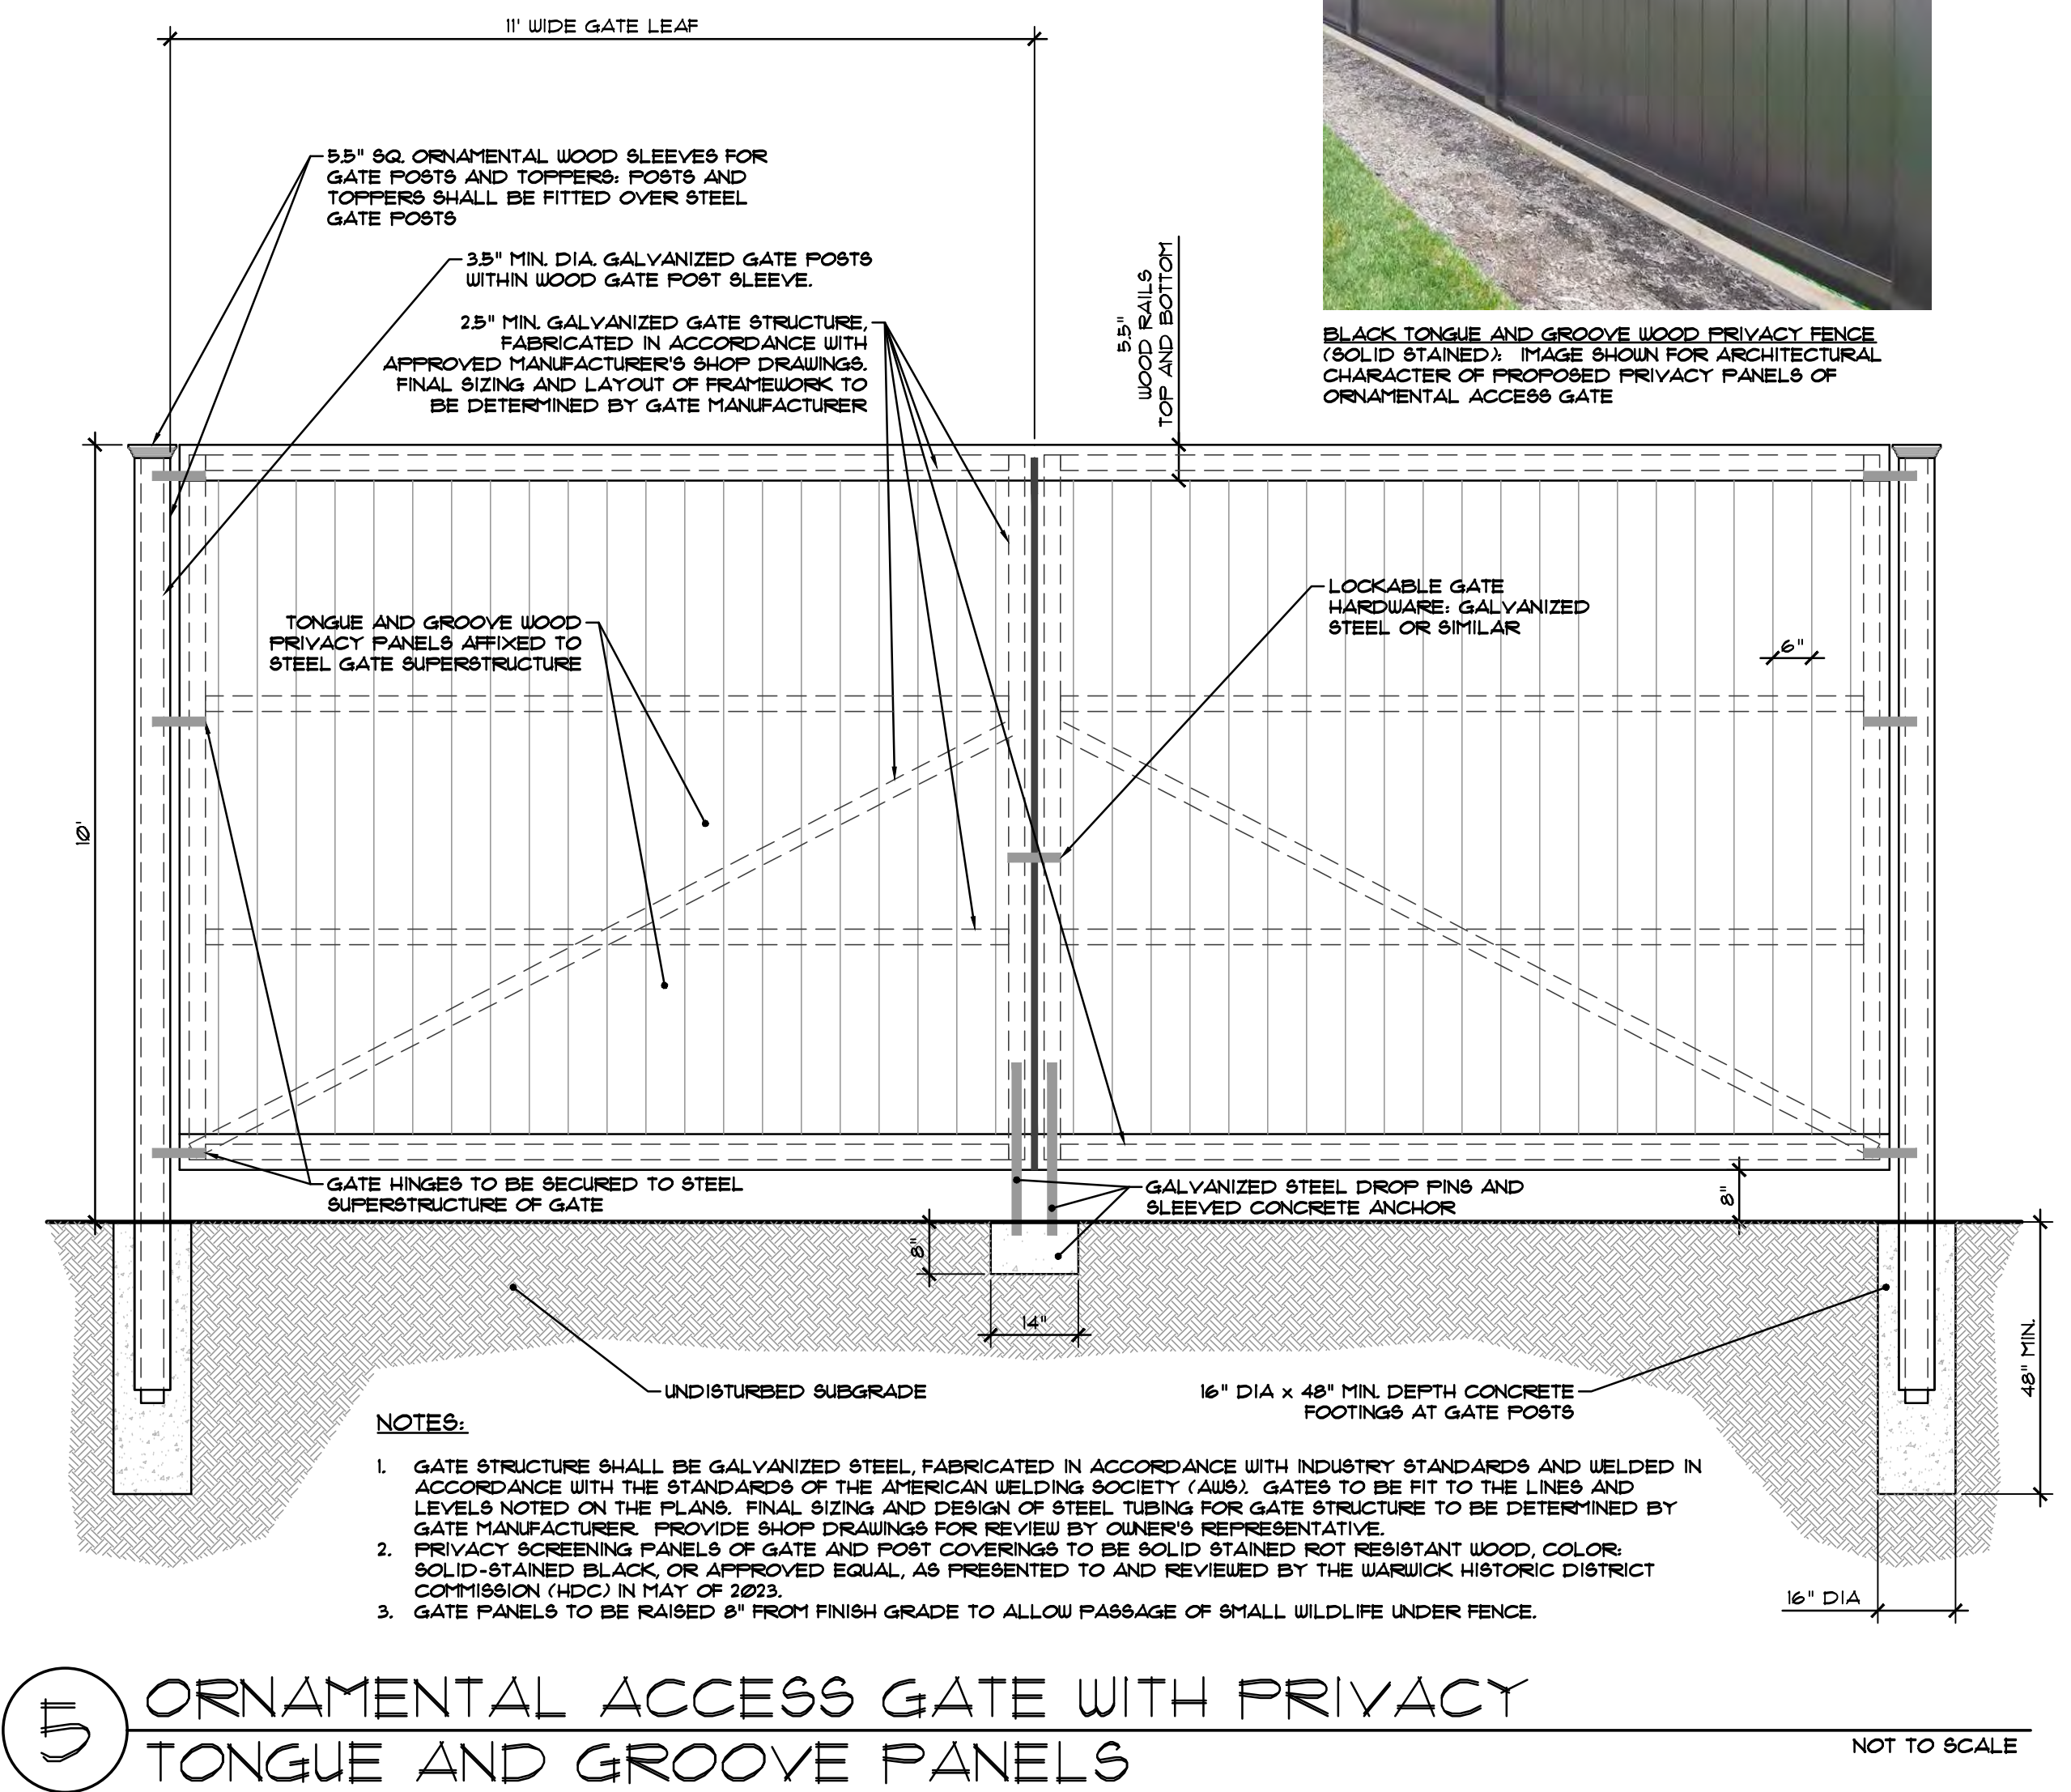 11' WIDE GATE LEAF
5.5" SQ. ORNAMENTAL WOOD SLEEVES FOR
GATE POSTS AND TOPPERS: POSTS AND
TOPPERS SHALL BE FITTED OVER STEEL
GATE POSTS
3.5" MIN. DIA. GALVANIZED GATE POSTS
WITHIN WOOD GATE POST SLEEVE.
2.5" MIN. GALVANIZED GATE STRUCTURE,
FABRICATED IN ACCORDANCE WITH
APPROVED MANUFACTURER'S SHOP DRAWINGS.
FINAL SIZING AND LAYOUT OF FRAMEWORK TO
BE DETERMINED BY GATE MANUFACTURER
5.5"
WOOD RAILS
TOP AND BOTTOM
BLACK TONGUE AND GROOVE WOOD PRIVACY FENCE
(SOLID STAINED): IMAGE SHOWN FOR ARCHITECTURAL
CHARACTER OF PROPOSED PRIVACY PANELS OF
ORNAMENTAL ACCESS GATE
TONGUE AND GROOVE WOOD
PRIVACY PANELS AFFIXED TO
STEEL GATE SUPERSTRUCTURE
LOCKABLE GATE
HARDWARE: GALVANIZED
STEEL OR SIMILAR
6"
10'
GATE HINGES TO BE SECURED TO STEEL
SUPERSTRUCTURE OF GATE
GALVANIZED STEEL DROP PINS AND
SLEEVED CONCRETE ANCHOR
8"
8"
14"
48" MIN.
UNDISTURBED SUBGRADE
16" DIA x 48" MIN. DEPTH CONCRETE
FOOTINGS AT GATE POSTS
NOTES:
1. GATE STRUCTURE SHALL BE GALVANIZED STEEL, FABRICATED IN ACCORDANCE WITH INDUSTRY STANDARDS AND WELDED IN
ACCORDANCE WITH THE STANDARDS OF THE AMERICAN WELDING SOCIETY (AWS). GATES TO BE FIT TO THE LINES AND
LEVELS NOTED ON THE PLANS. FINAL SIZING AND DESIGN OF STEEL TUBING FOR GATE STRUCTURE TO BE DETERMINED BY
GATE MANUFACTURER. PROVIDE SHOP DRAWINGS FOR REVIEW BY OWNER'S REPRESENTATIVE.
2. PRIVACY SCREENING PANELS OF GATE AND POST COVERINGS TO BE SOLID STAINED ROT RESISTANT WOOD, COLOR:
SOLID-STAINED BLACK, OR APPROVED EQUAL, AS PRESENTED TO AND REVIEWED BY THE WARWICK HISTORIC DISTRICT
COMMISSION (HDC) IN MAY OF 2023.
3. GATE PANELS TO BE RAISED 8" FROM FINISH GRADE TO ALLOW PASSAGE OF SMALL WILDLIFE UNDER FENCE.
16" DIA
5
ORNAMENTAL ACCESS GATE WITH PRIVACY
TONGUE AND GROOVE PANELS
NOT TO SCALE